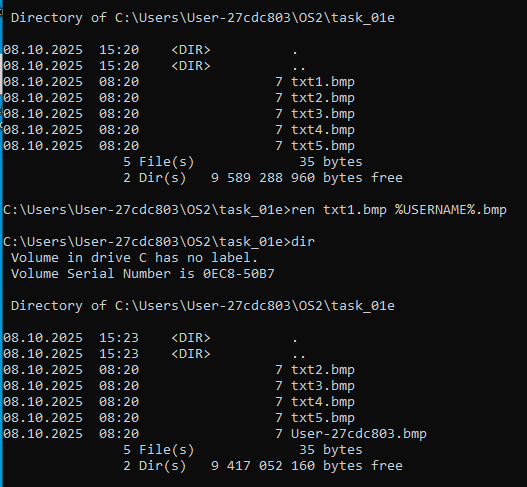 Directory of C:\Users\User-27cdc803\OS2\task_01e
08.10.2025  15:20    <DIR>          .
08.10.2025  15:20    <DIR>          ..
08.10.2025  08:20                 7 txt1.bmp
08.10.2025  08:20                 7 txt2.bmp
08.10.2025  08:20                 7 txt3.bmp
08.10.2025  08:20                 7 txt4.bmp
08.10.2025  08:20                 7 txt5.bmp
               5 File(s)             35 bytes
               2 Dir(s)   9 589 288 960 bytes free
C:\Users\User-27cdc803\OS2\task_01e>ren txt1.bmp %USERNAME%.bmp
C:\Users\User-27cdc803\OS2\task_01e>dir
 Volume in drive C has no label.
 Volume Serial Number is 0EC8-50B7
 Directory of C:\Users\User-27cdc803\OS2\task_01e
08.10.2025  15:23    <DIR>          .
08.10.2025  15:23    <DIR>          ..
08.10.2025  08:20                 7 txt2.bmp
08.10.2025  08:20                 7 txt3.bmp
08.10.2025  08:20                 7 txt4.bmp
08.10.2025  08:20                 7 txt5.bmp
08.10.2025  08:20                 7 User-27cdc803.bmp
               5 File(s)             35 bytes
               2 Dir(s)   9 417 052 160 bytes free